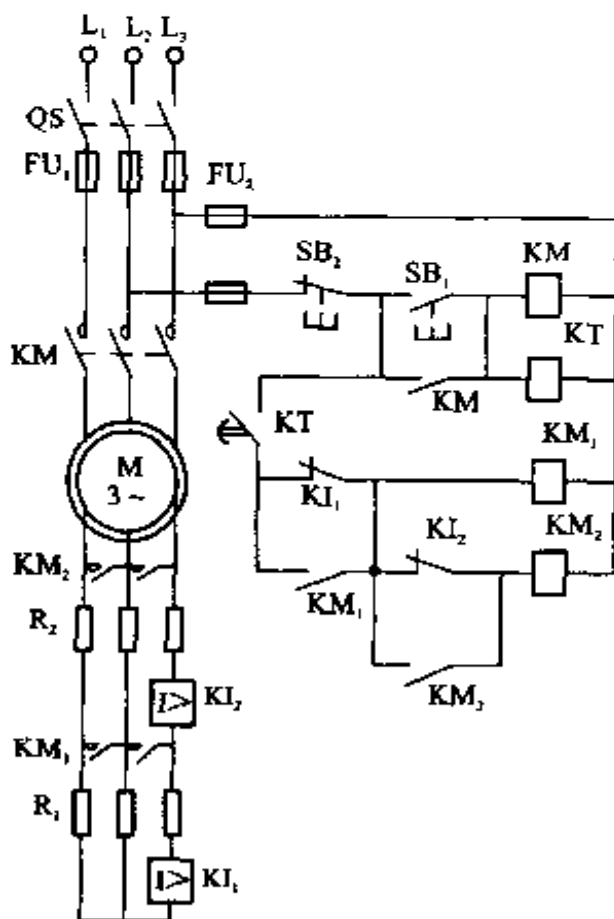 L₁ L₂ L₃
QS
FU₁
FU₂
SB₂
SB₁
KM
KT
KM
KM
KT
M
3 ~
KI₁
KM₁
KM₂
KI₂
KM₂
KM₁
R₂
KM₂
I> KI₂
KM₁
R₁
I> KI₁